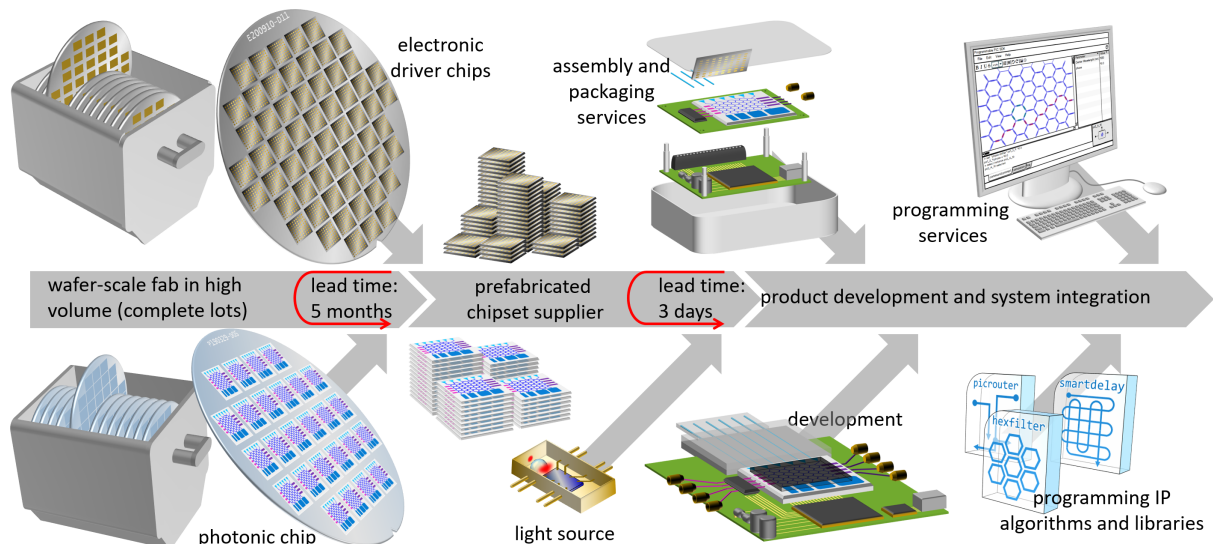 E200910-D11
electronic
driver chips
assembly and
packaging
services
programming
services
wafer-scale fab in high
volume (complete lots)
lead time:
5 months
prefabricated
chipset supplier
lead time:
3 days
product development and system integration
photonic chip
light source
development
picrouter
smartdelay
hexfilter
programming IP
algorithms and libraries